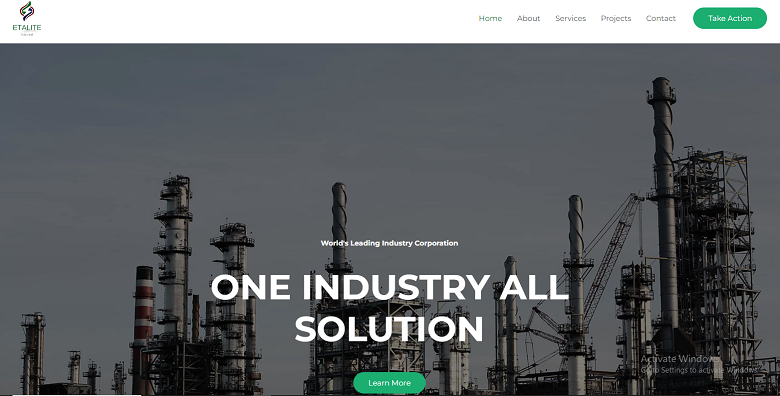 ETALITE
Home
About
Services
Projects
Contact
Take Action
World's Leading Industry Corporation
ONE INDUSTRY ALL
SOLUTION
Learn More
Activate Windows
Go to Settings to activate Windows.